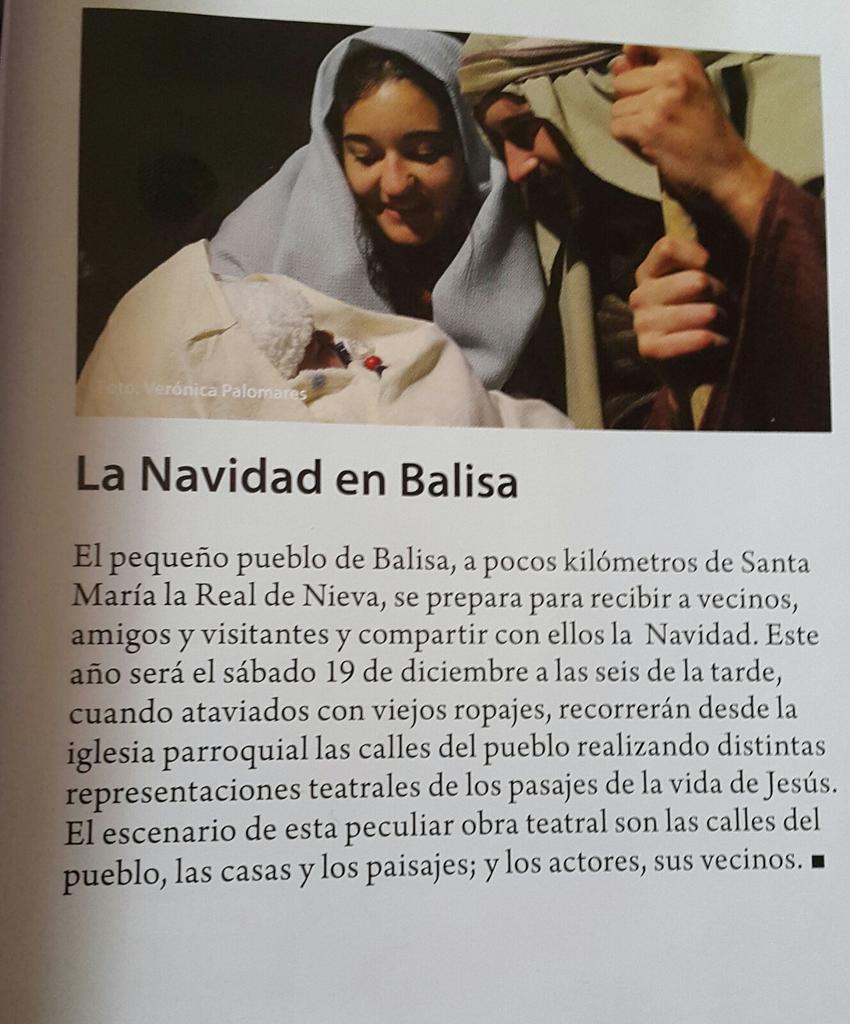 Foto: Verónica Palomares
La Navidad en Balisa
El pequeño pueblo de Balisa, a pocos kilómetros de Santa
María la Real de Nieva, se prepara para recibir a vecinos,
amigos y visitantes y compartir con ellos la Navidad. Este
año será el sábado 19 de diciembre a las seis de la tarde,
cuando ataviados con viejos ropajes, recorrerán desde la
iglesia parroquial las calles del pueblo realizando distintas
representaciones teatrales de los pasajes de la vida de Jesús.
El escenario de esta peculiar obra teatral son las calles del
pueblo, las casas y los paisajes; y los actores, sus vecinos. ■